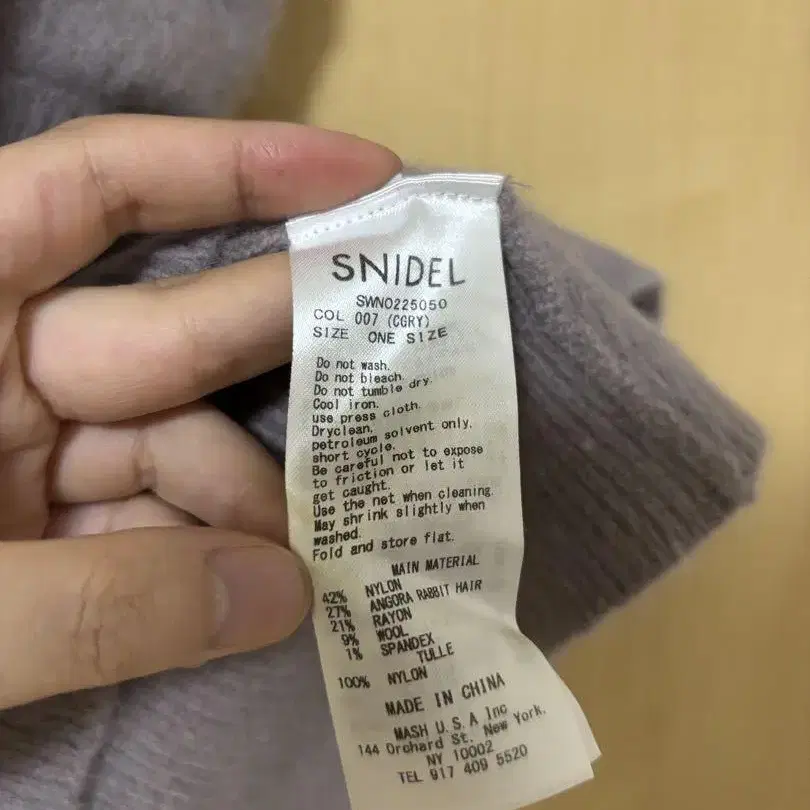 SNIDEL
SWNO225050
COL 007 (CGRY)
SIZE ONE SIZE
Do not wash.
Do not bleach.
Do not tumble dry.
Cool iron.
use press cloth.
Dryclean.
petroleum solvent only.
short cycle.
Be careful not to expose
to friction or let it
get caught.
Use the net when cleaning.
May shrink slightly when
washed.
Fold and store flat.
MAIN MATERIAL
42% NYLON
27% ANGORA RABBIT HAIR
21% RAYON
9% WOOL
1% SPANDEX
TULLE
100% NYLON
MADE IN CHINA
MASH U.S.A Inc
144 Orchard St. New York.
NY 10002
TEL 917 409 5520